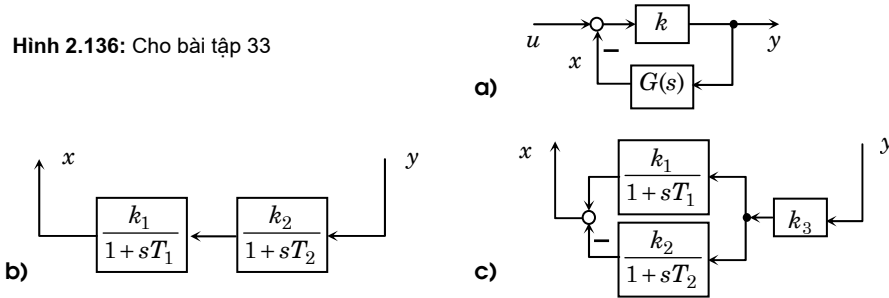 Hình 2.136: Cho bài tập 33
u
k
y
x
−
G(s)
a)
x
y
k₁
1+sT₁
k₂
1+sT₂
b)
x
y
k₁
1+sT₁
k₃
−
k₂
1+sT₂
c)